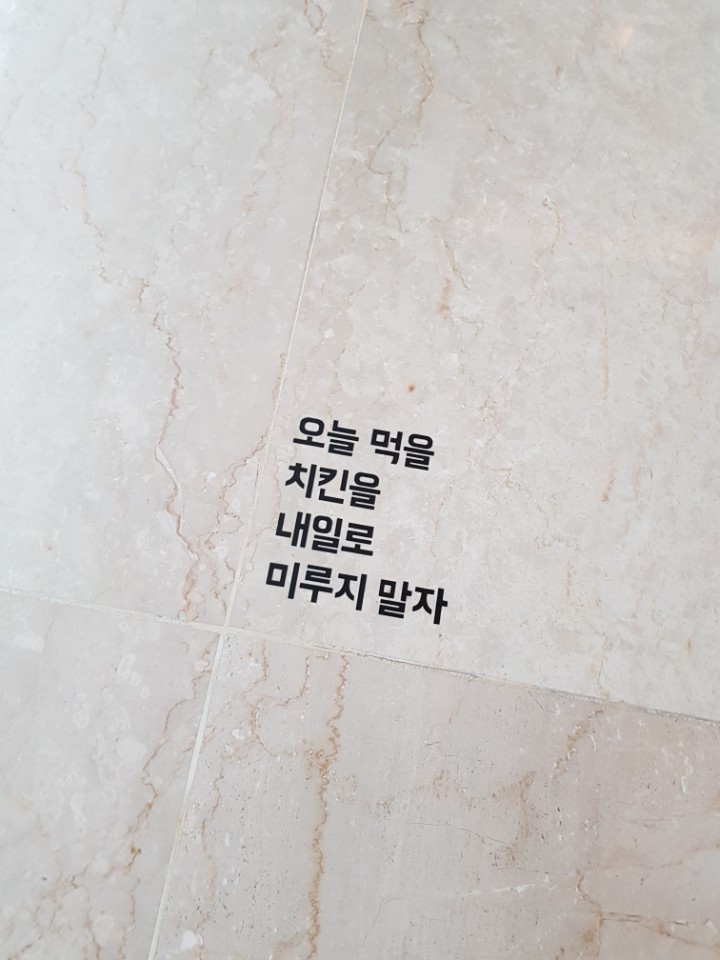 오늘 먹을
치킨을
내일로
미루지 말자